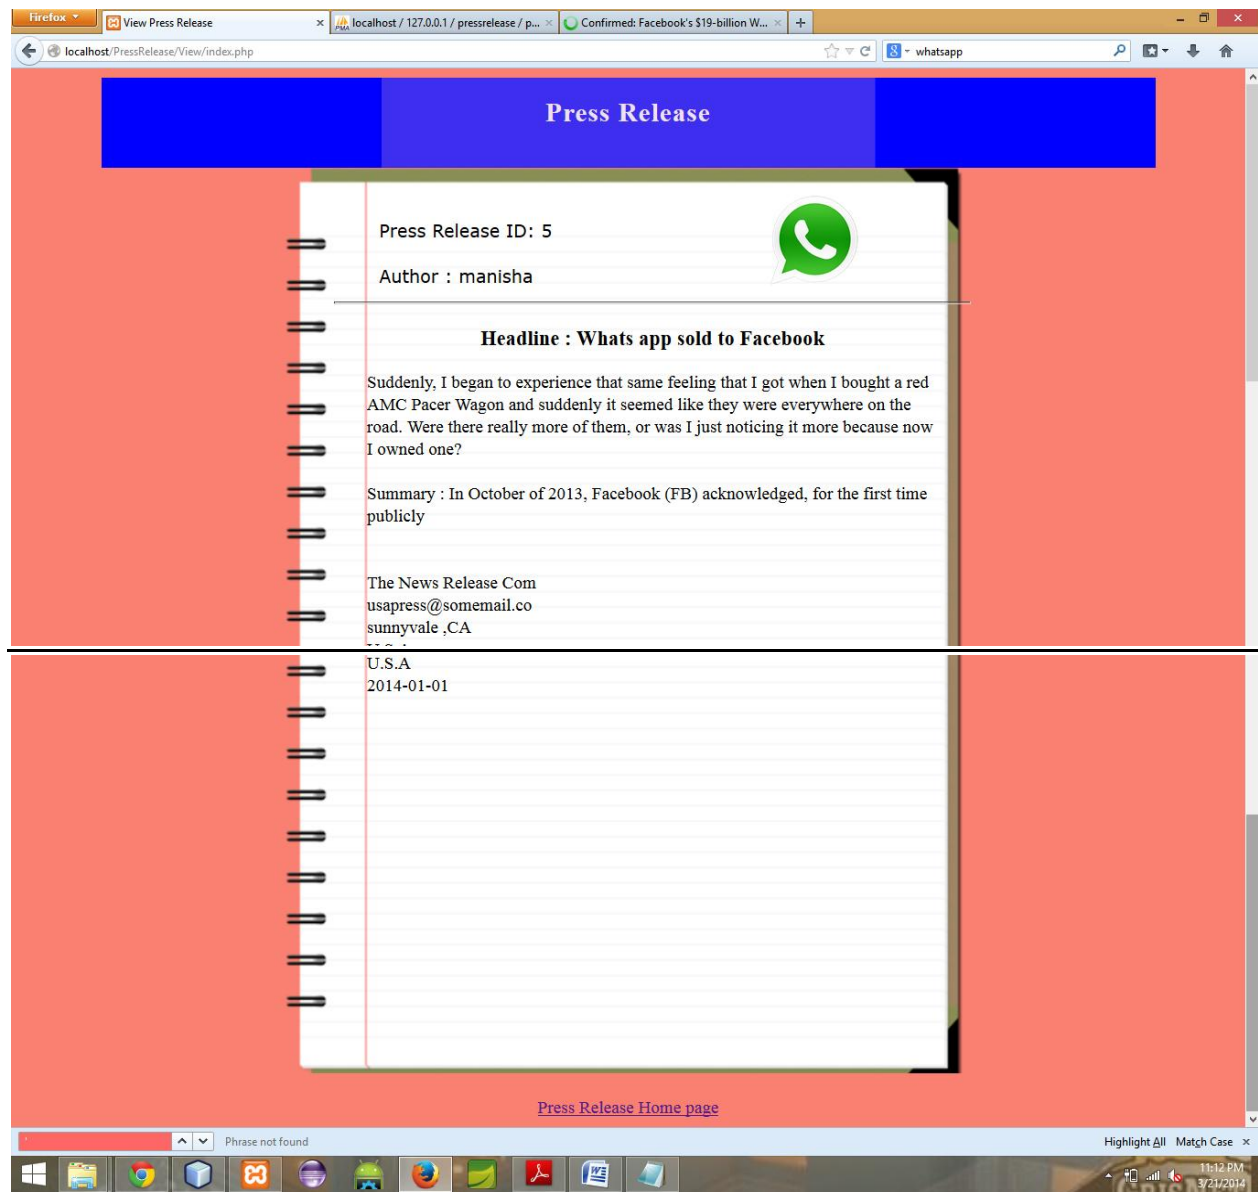 Firefox
View Press Release
localhost / 127.0.0.1 / pressrelease / p...
Confirmed: Facebook's $19-billion W...
localhost/PressRelease/View/index.php
whatsapp
Press Release
Press Release ID: 5
Author : manisha
Headline : Whats app sold to Facebook
Suddenly, I began to experience that same feeling that I got when I bought a red
AMC Pacer Wagon and suddenly it seemed like they were everywhere on the
road. Were there really more of them, or was I just noticing it more because now
I owned one?
Summary : In October of 2013, Facebook (FB) acknowledged, for the first time
publicly
The News Release Com
usapress@somemail.co
sunnyvale ,CA
U.S.A
2014-01-01
Press Release Home page
Phrase not found
Highlight All Match Case
11:12 PM
3/21/2014